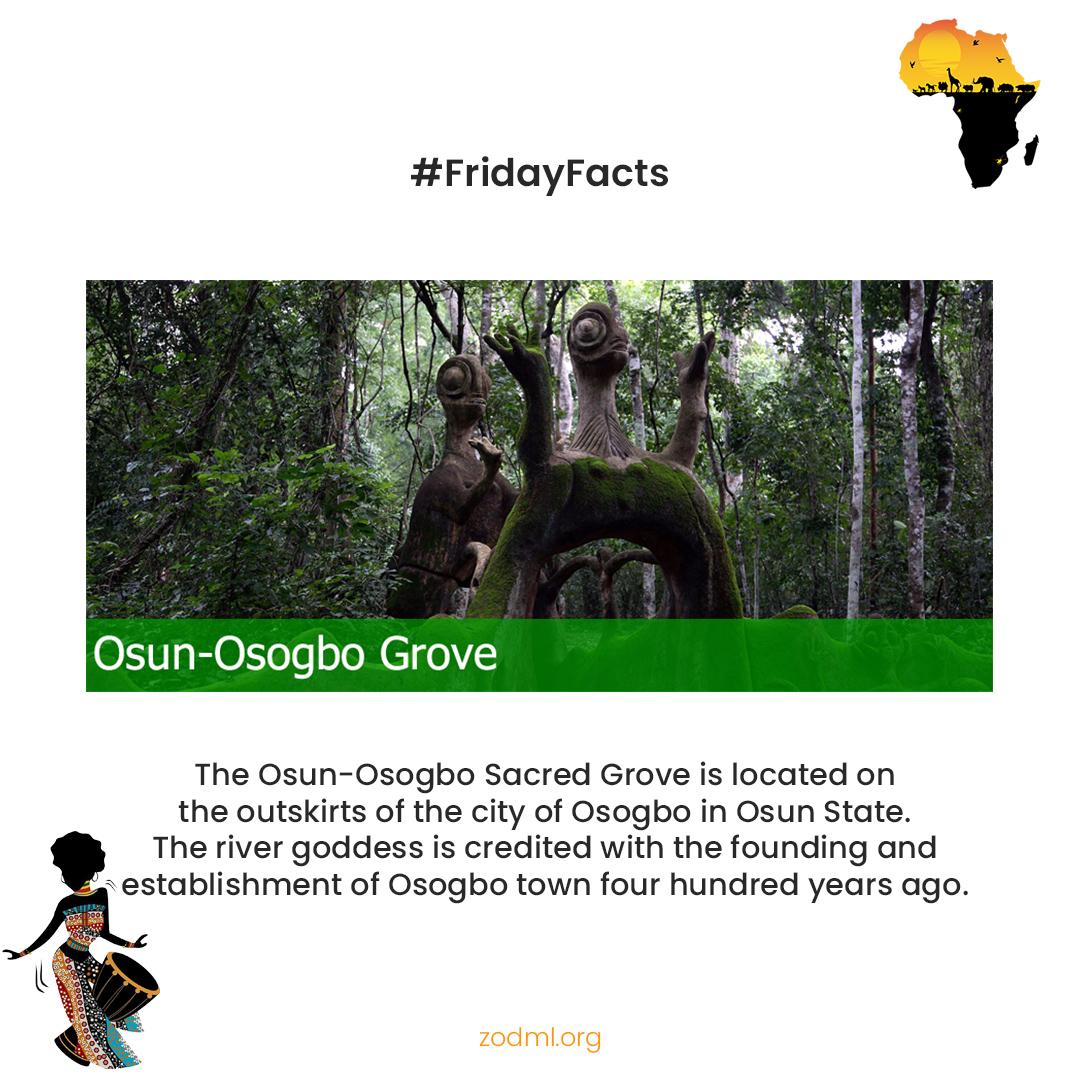 #FridayFacts
Osun-Osogbo Grove
The Osun-Osogbo Sacred Grove is located on
the outskirts of the city of Osogbo in Osun State.
The river goddess is credited with the founding and
establishment of Osogbo town four hundred years ago.
zodml.org